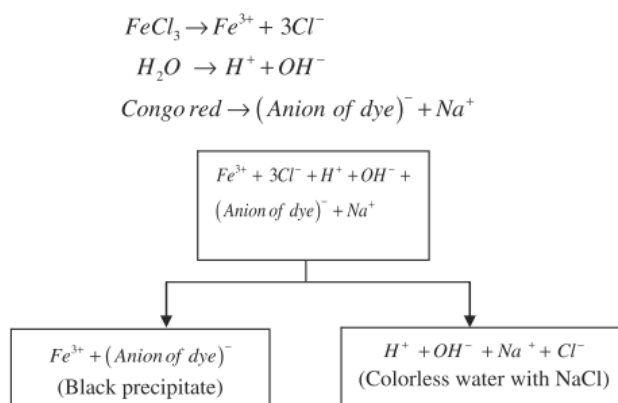 FeCl₃ → Fe³⁺ + 3Cl⁻
H₂O → H⁺ + OH⁻
Congo red → (Anion of dye)⁻ + Na⁺
Fe³⁺ + 3Cl⁻ + H⁺ + OH⁻ +
(Anion of dye)⁻ + Na⁺
Fe³⁺ + (Anion of dye)⁻
(Black precipitate)
H⁺ + OH⁻ + Na⁺ + Cl⁻
(Colorless water with NaCl)